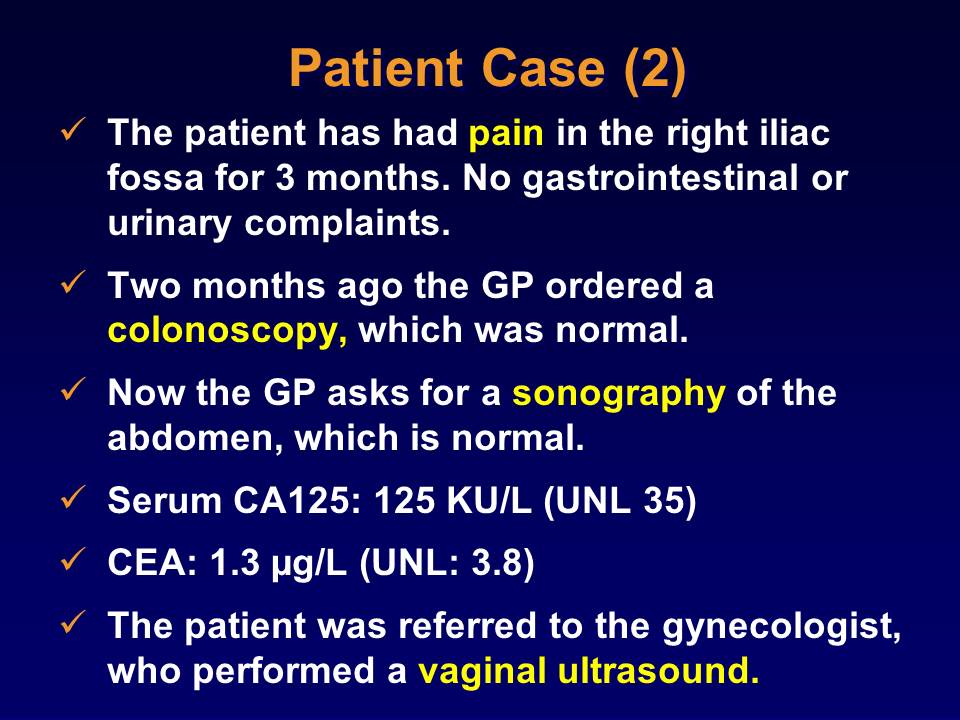 Patient Case (2)
✓ The patient has had pain in the right iliac
fossa for 3 months. No gastrointestinal or
urinary complaints.
✓ Two months ago the GP ordered a
colonoscopy, which was normal.
✓ Now the GP asks for a sonography of the
abdomen, which is normal.
✓ Serum CA125: 125 KU/L (UNL 35)
✓ CEA: 1.3 µg/L (UNL: 3.8)
✓ The patient was referred to the gynecologist,
who performed a vaginal ultrasound.